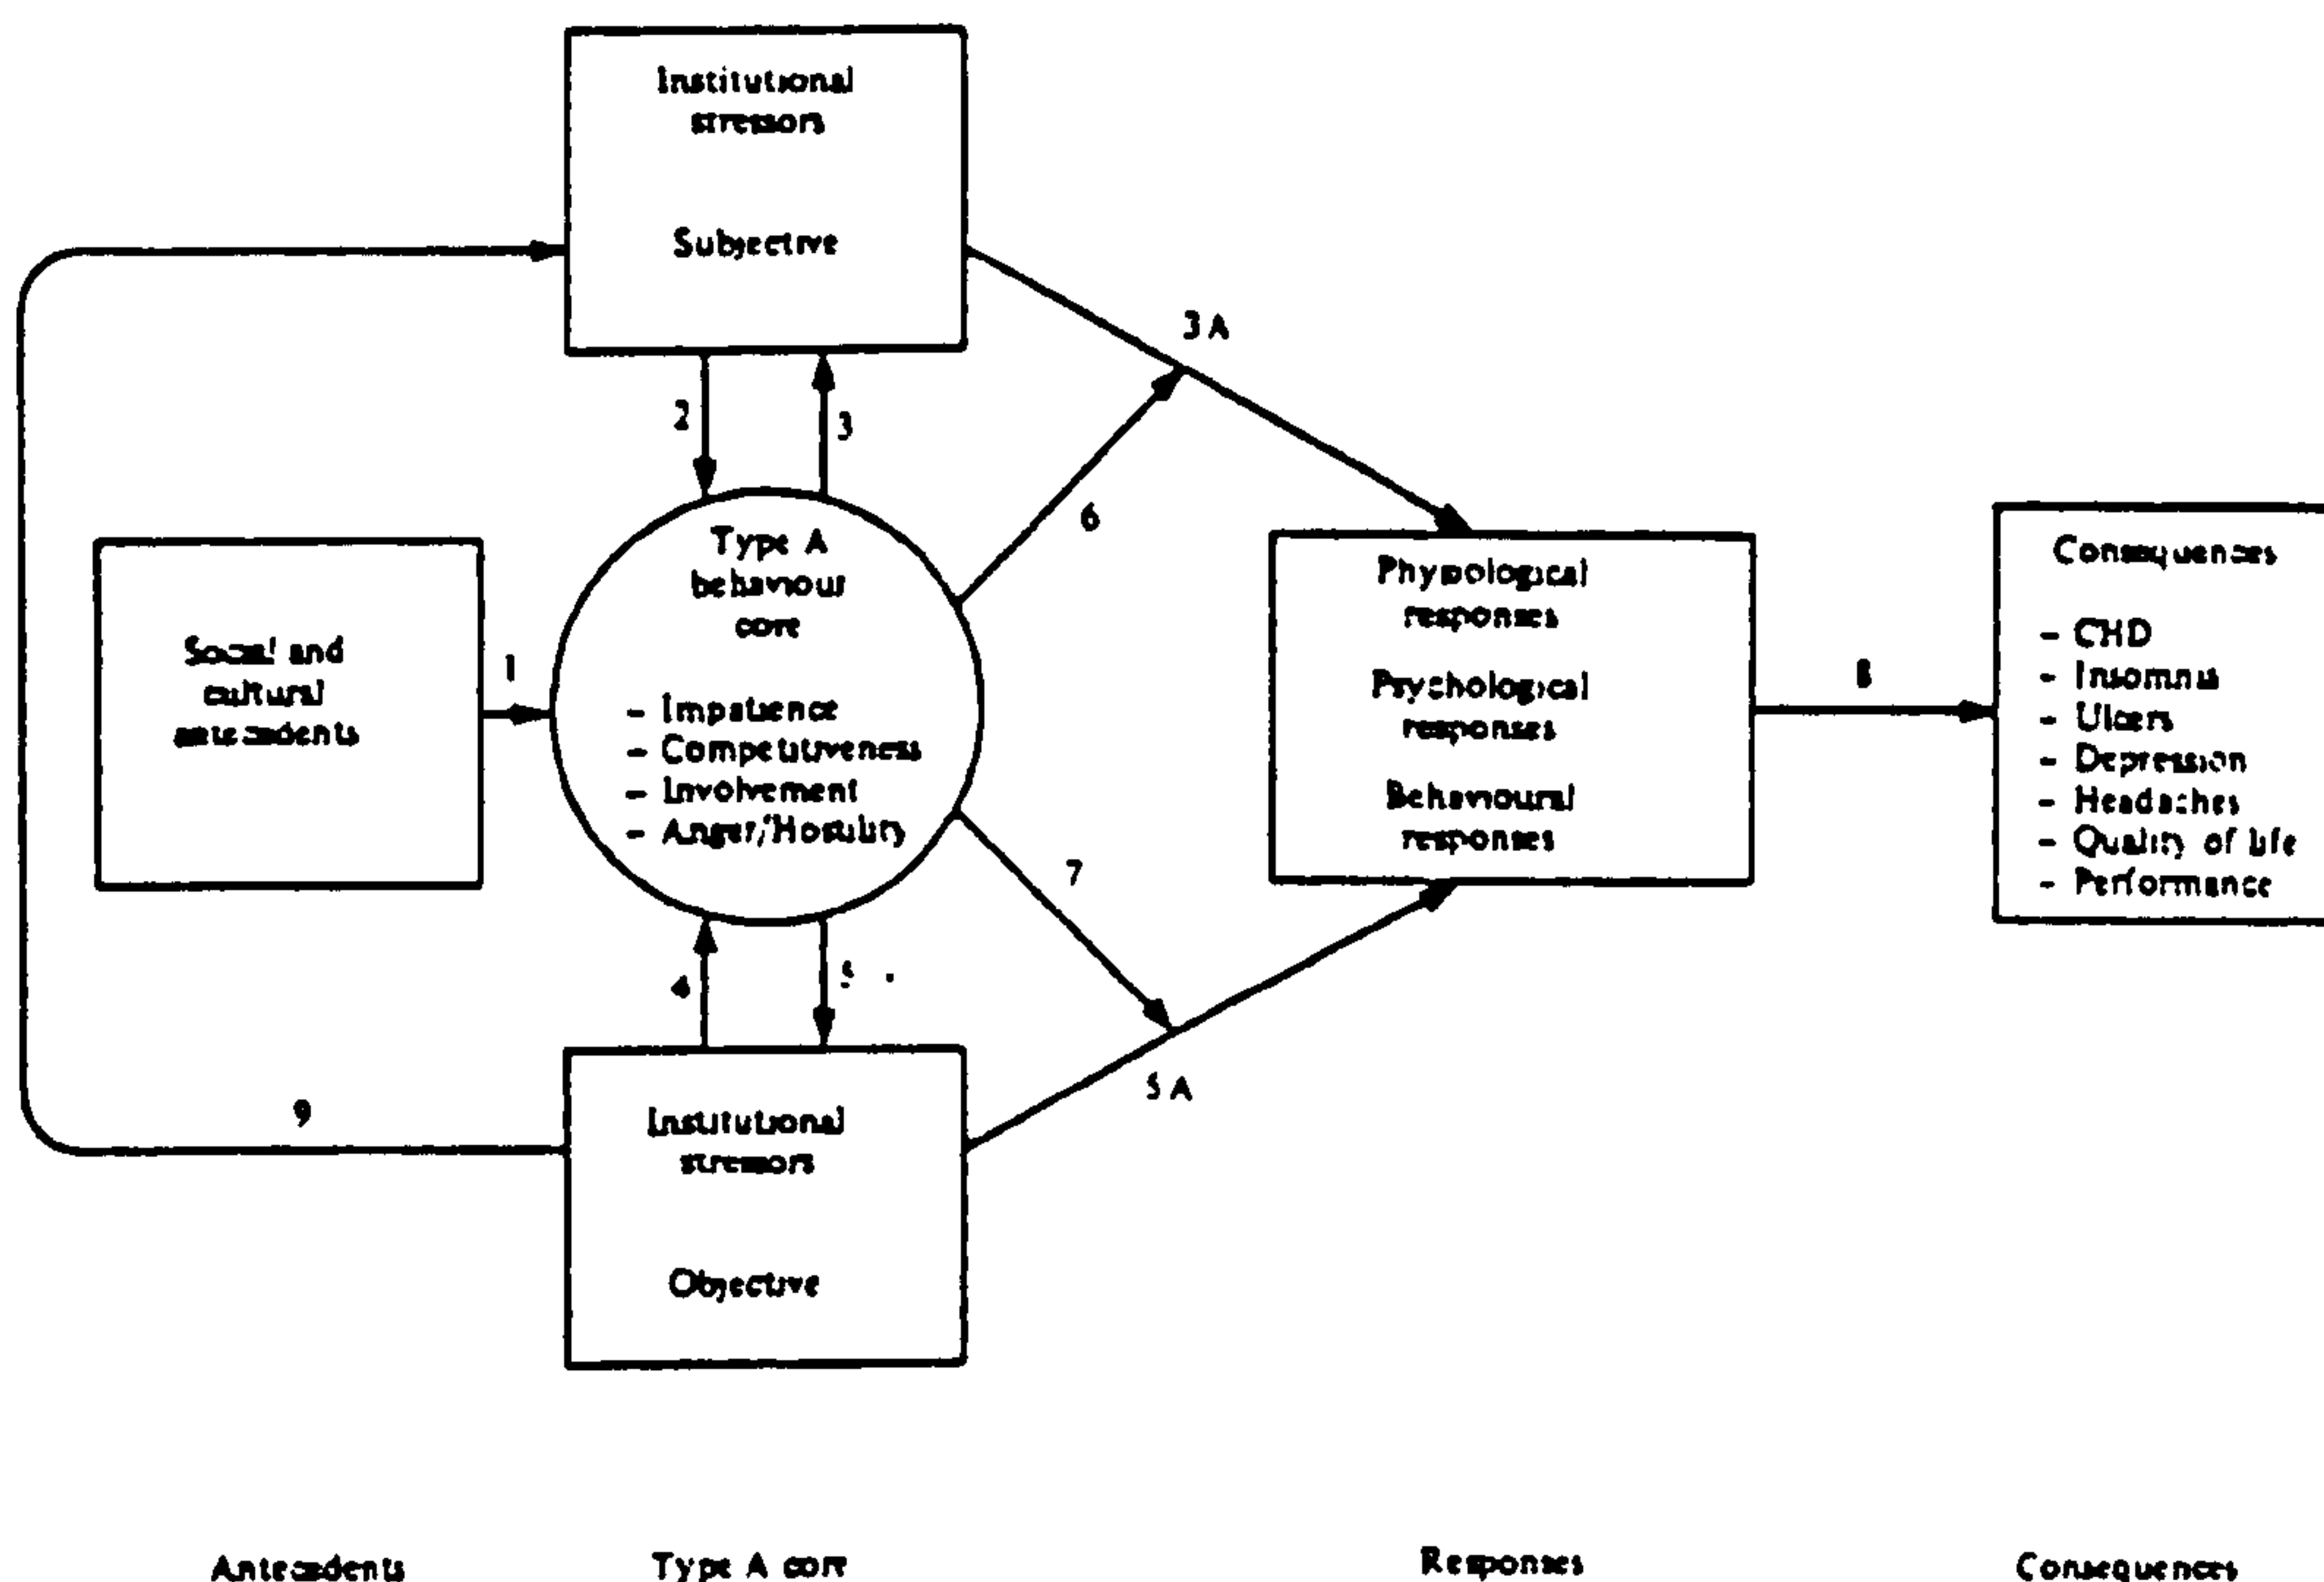 Institutional
stressors
Subjective
3A
2
3
6
Type A
behaviour
core
- Impatience
- Competitiveness
- Involvement
- Anger/Hostility
Social and
cultural
antecedents
1
Physiological
responses
Psychological
responses
Behavioural
responses
8
Consequences
- CHD
- Insomnia
- Ulcers
- Depression
- Headaches
- Quality of life
- Performance
7
4
5
5A
9
Institutional
stressors
Objective
Antecedents
Type A core
Responses
Consequences